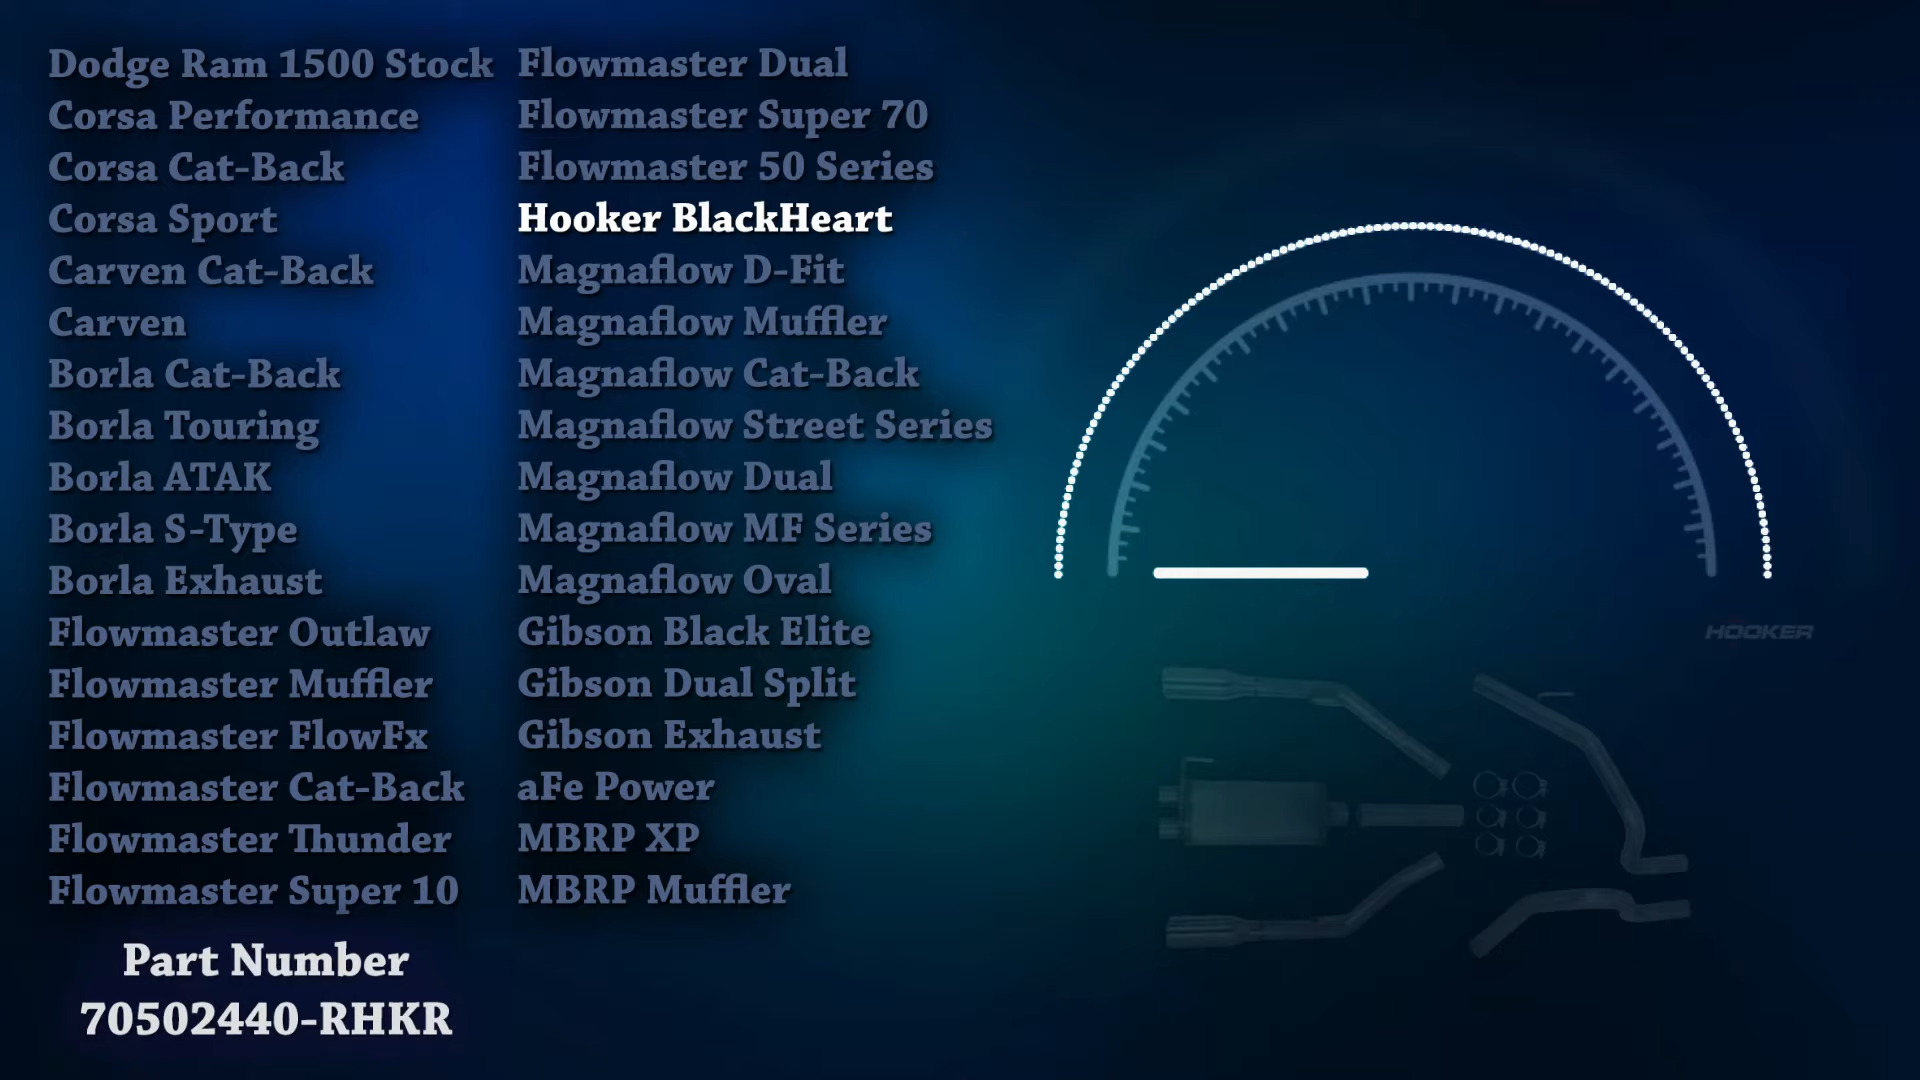 Dodge Ram 1500 Stock
Corsa Performance
Corsa Cat-Back
Corsa Sport
Carven Cat-Back
Carven
Borla Cat-Back
Borla Touring
Borla ATAK
Borla S-Type
Borla Exhaust
Flowmaster Outlaw
Flowmaster Muffler
Flowmaster FlowFx
Flowmaster Cat-Back
Flowmaster Thunder
Flowmaster Super 10
Flowmaster Dual
Flowmaster Super 70
Flowmaster 50 Series
Hooker BlackHeart
Magnaflow D-Fit
Magnaflow Muffler
Magnaflow Cat-Back
Magnaflow Street Series
Magnaflow Dual
Magnaflow MF Series
Magnaflow Oval
Gibson Black Elite
Gibson Dual Split
Gibson Exhaust
aFe Power
MBRP XP
MBRP Muffler
Part Number
70502440-RHKR
HOOKER